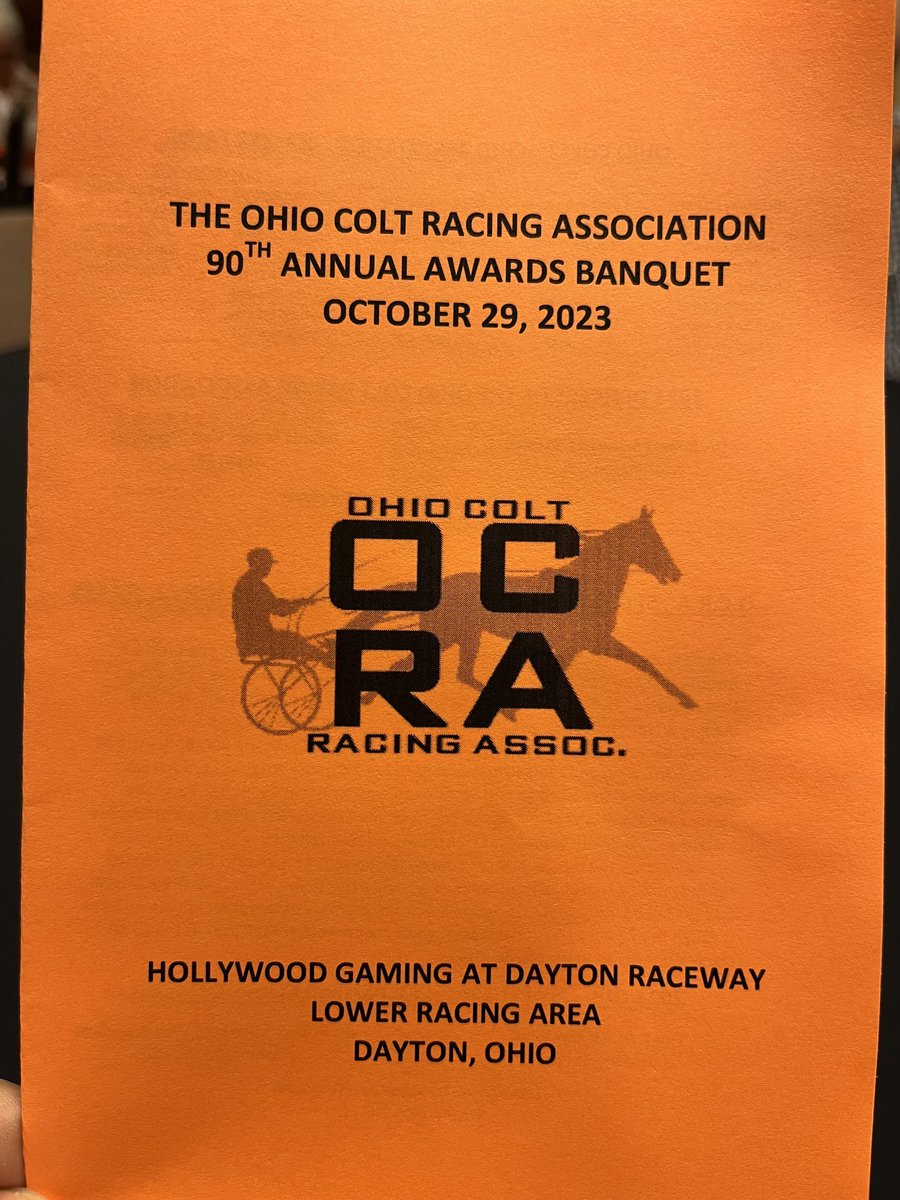 THE OHIO COLT RACING ASSOCIATION
90TH ANNUAL AWARDS BANQUET
OCTOBER 29, 2023
OHIO COLT
OC
RA
RACING ASSOC.
HOLLYWOOD GAMING AT DAYTON RACEWAY
LOWER RACING AREA
DAYTON, OHIO